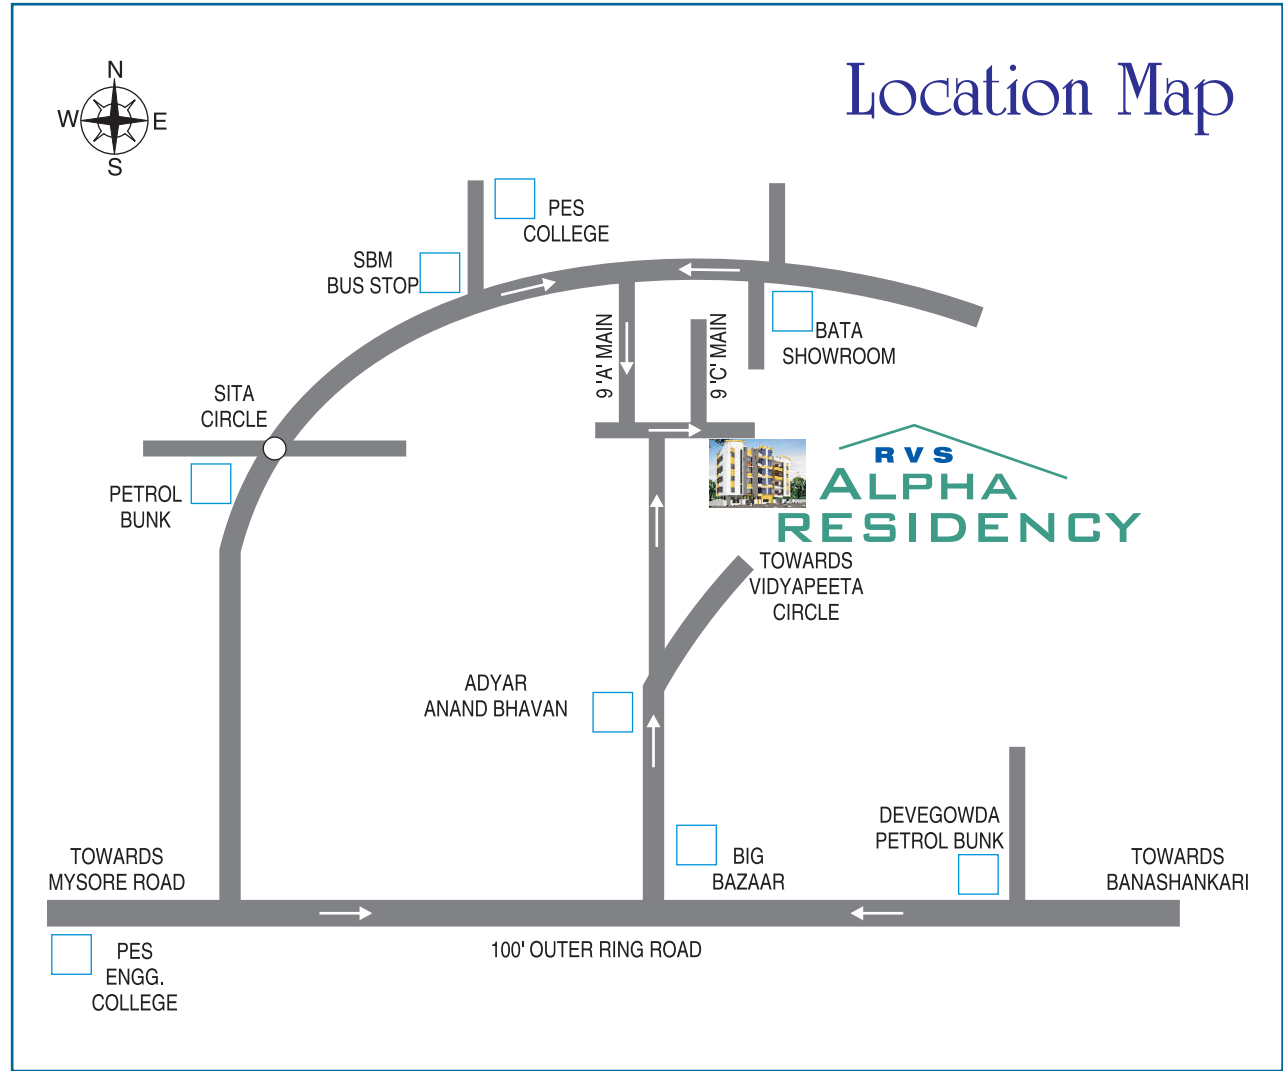 Location Map
N
W
E
S
PES
COLLEGE
SBM
BUS STOP
BATA
SHOWROOM
9 'A' MAIN
9 'C' MAIN
SITA
CIRCLE
PETROL
BUNK
RVS
ALPHA
RESIDENCY
TOWARDS
VIDYAPEETA
CIRCLE
ADYAR
ANAND BHAVAN
DEVEGOWDA
PETROL BUNK
BIG
BAZAAR
TOWARDS
MYSORE ROAD
TOWARDS
BANASHANKARI
100' OUTER RING ROAD
PES
ENGG.
COLLEGE